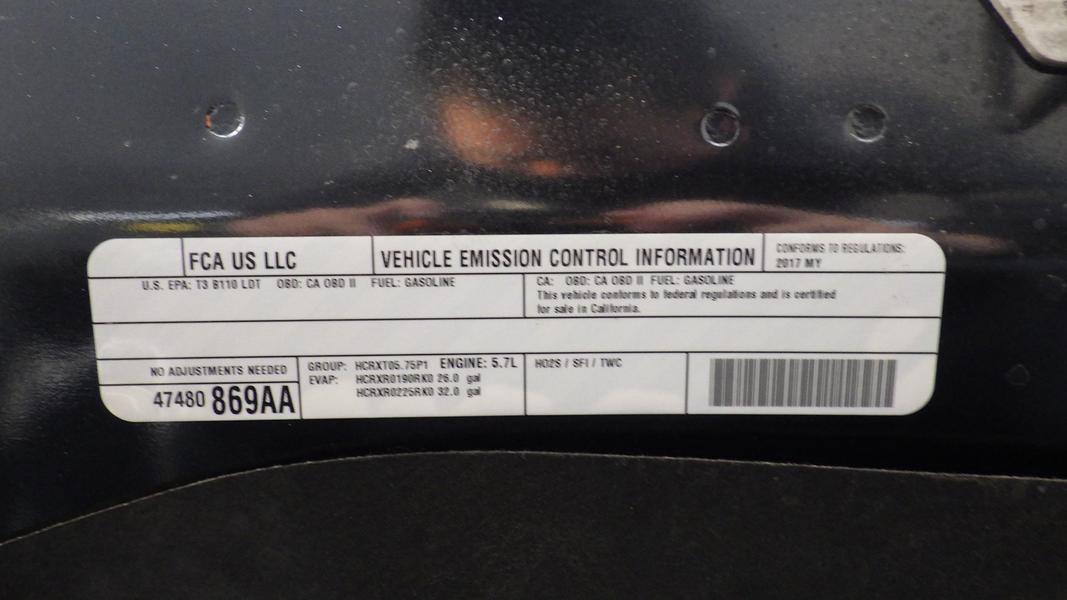 FCA US LLC
VEHICLE EMISSION CONTROL INFORMATION
CONFORMS TO REGULATIONS:
2017 MY
U.S. EPA: T3 B110 LDT OBD: CA OBD II FUEL: GASOLINE
CA: OBD: CA OBD II FUEL: GASOLINE
This vehicle conforms to federal regulations and is certified
for sale in California.
NO ADJUSTMENTS NEEDED
47480 869AA
GROUP: HCRXT05.75P1 ENGINE: 5.7L
EVAP: HCRXR0190RK0 26.0 gal
HCRXR0225RK0 32.0 gal
HO2S / SFI / TWC